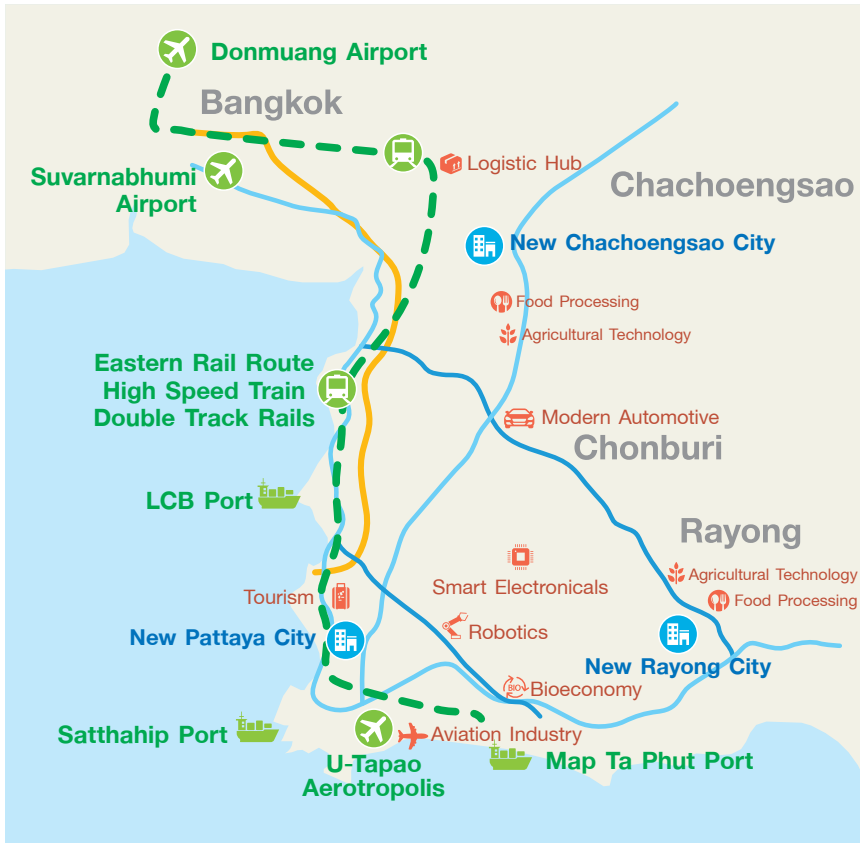 Donmuang Airport
Bangkok
Logistic Hub
Suvarnabhumi
Airport
Chachoengsao
New Chachoengsao City
Food Processing
Agricultural Technology
Eastern Rail Route
High Speed Train
Double Track Rails
Modern Automotive
Chonburi
LCB Port
Rayong
Smart Electronicals
Agricultural Technology
Tourism
Food Processing
New Pattaya City
Robotics
New Rayong City
BIO
Bioeconomy
Satthahip Port
Aviation Industry
U-Tapao
Aerotropolis
Map Ta Phut Port